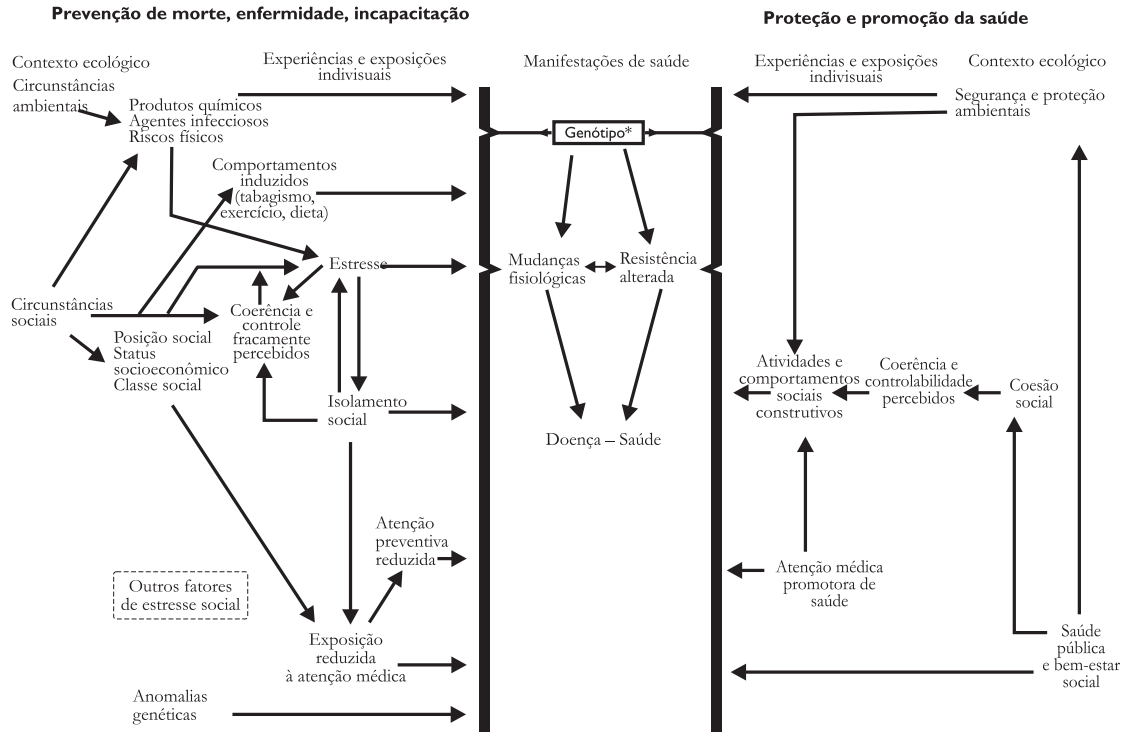 Prevenção de morte, enfermidade, incapacitação
Proteção e promoção da saúde
Contexto ecológico
Experiências e exposições
indivisuais
Manifestações de saúde
Experiências e exposições
indivisuais
Contexto ecológico
Circunstâncias
ambientais
Produtos químicos
Agentes infecciosos
Riscos físicos
Segurança e proteção
ambientais
Genótipo*
Comportamentos
induzidos
(tabagismo,
exercício, dieta)
Estresse
Mudanças
fisiológicas
Resistência
alterada
Circunstâncias
sociais
Coerência e
controle
fracamente
percebidos
Posição social
Status
socioeconômico
Classe social
Isolamento
social
Atividades e
comportamentos
sociais
construtivos
Coerência e
controlabilidade
percebidos
Coesão
social
Doença – Saúde
Atenção
preventiva
reduzida
Atenção médica
promotora de
saúde
Outros fatores
de estresse social
Exposição
reduzida
à atenção médica
Saúde
pública
e bem-estar
social
Anomalias
genéticas